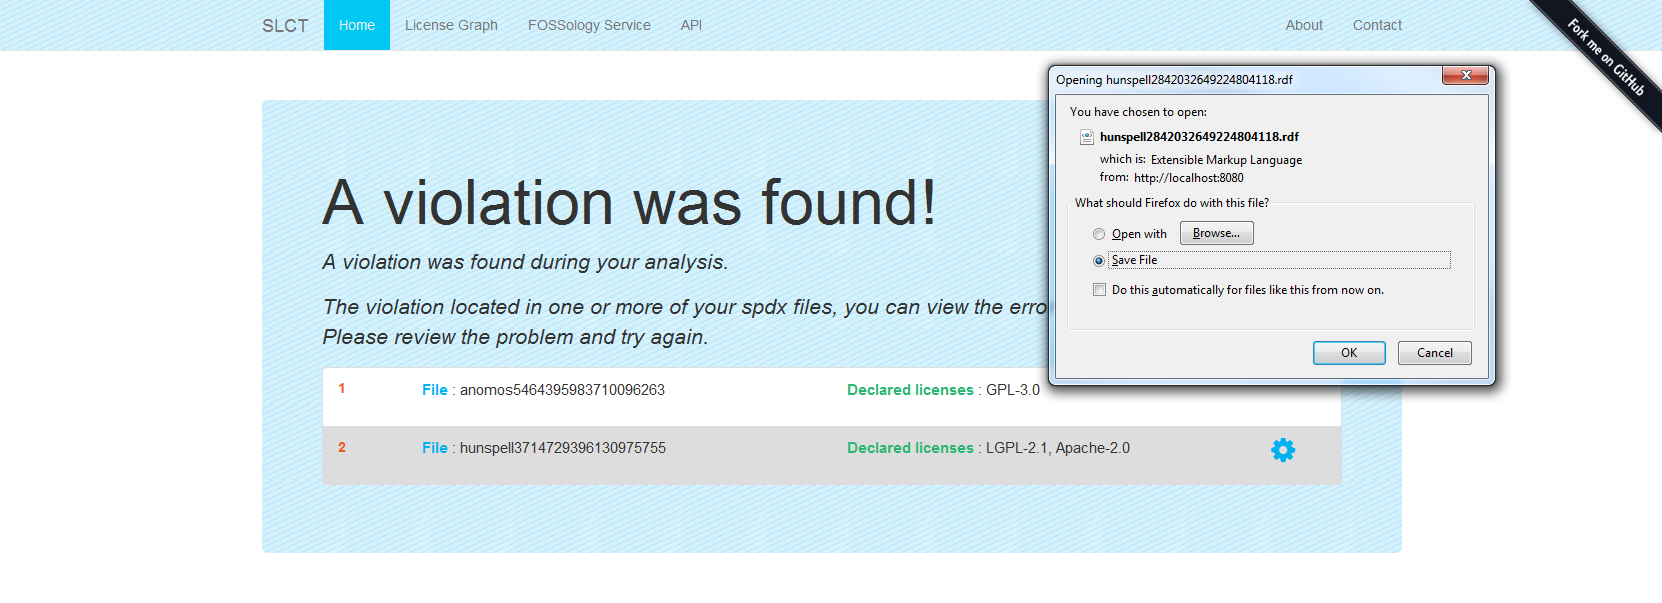 SLCT Home License Graph FOSSology Service API About Contact
Fork me on GitHub
A violation was found!
A violation was found during your analysis.
The violation located in one or more of your spdx files, you can view the erro
Please review the problem and try again.
1 File : anomos5464395983710096263 Declared licenses : GPL-3.0
2 File : hunspell3714729396130975755 Declared licenses : LGPL-2.1, Apache-2.0
Opening hunspell2842032649224804118.rdf
You have chosen to open:
hunspell2842032649224804118.rdf
which is: Extensible Markup Language
from: http://localhost:8080
What should Firefox do with this file?
Open with Browse...
Save File
Do this automatically for files like this from now on.
OK Cancel